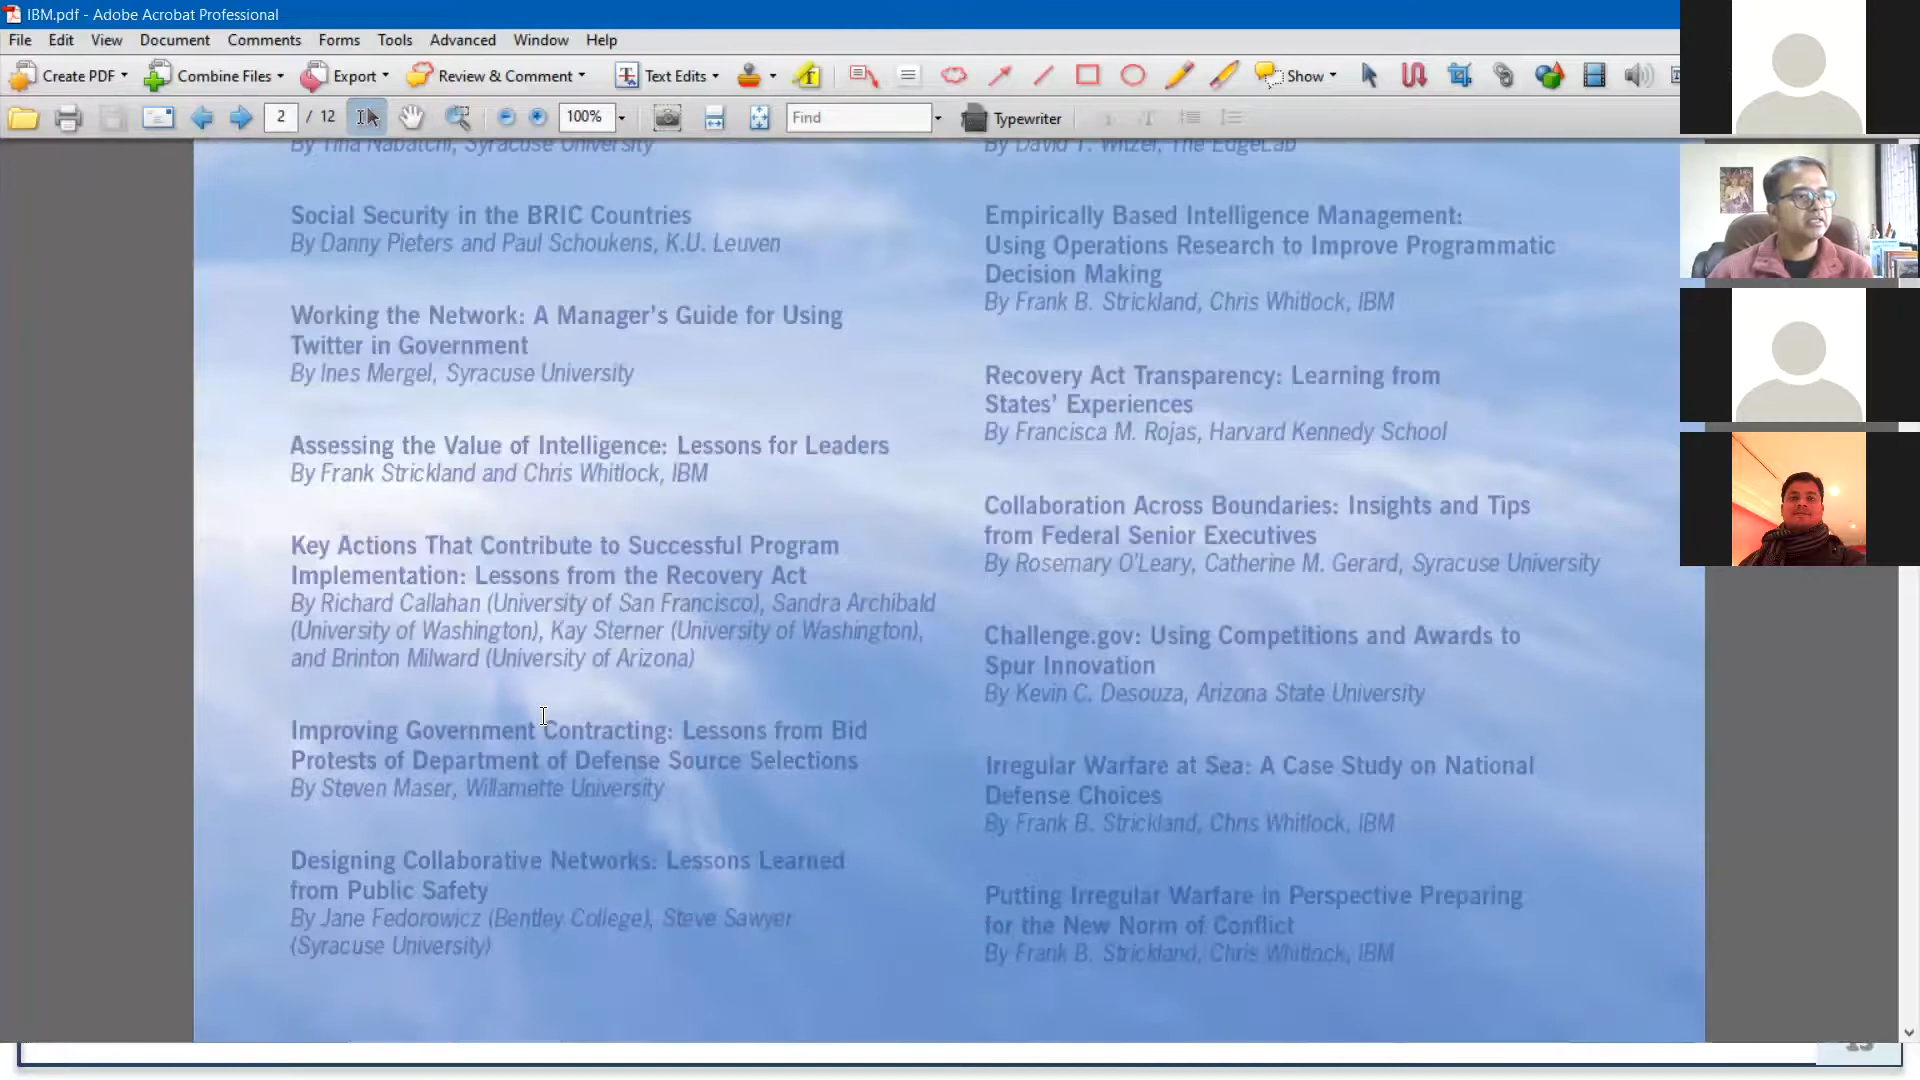 IBM.pdf - Adobe Acrobat Professional
File Edit View Document Comments Forms Tools Advanced Window Help
Create PDF Combine Files Export Review & Comment Text Edits Show
2 / 12 100% Find Typewriter
By Tina Nabatchi, Syracuse University
Social Security in the BRIC Countries
By Danny Pieters and Paul Schoukens, K.U. Leuven
Working the Network: A Manager's Guide for Using
Twitter in Government
By Ines Mergel, Syracuse University
Assessing the Value of Intelligence: Lessons for Leaders
By Frank Strickland and Chris Whitlock, IBM
Key Actions That Contribute to Successful Program
Implementation: Lessons from the Recovery Act
By Richard Callahan (University of San Francisco), Sandra Archibald
(University of Washington), Kay Sterner (University of Washington),
and Brinton Milward (University of Arizona)
Improving Government Contracting: Lessons from Bid
Protests of Department of Defense Source Selections
By Steven Maser, Willamette University
Designing Collaborative Networks: Lessons Learned
from Public Safety
By Jane Fedorowicz (Bentley College), Steve Sawyer
(Syracuse University)
By David T. Witzel, The EdgeLab
Empirically Based Intelligence Management:
Using Operations Research to Improve Programmatic
Decision Making
By Frank B. Strickland, Chris Whitlock, IBM
Recovery Act Transparency: Learning from
States' Experiences
By Francisca M. Rojas, Harvard Kennedy School
Collaboration Across Boundaries: Insights and Tips
from Federal Senior Executives
By Rosemary O'Leary, Catherine M. Gerard, Syracuse University
Challenge.gov: Using Competitions and Awards to
Spur Innovation
By Kevin C. Desouza, Arizona State University
Irregular Warfare at Sea: A Case Study on National
Defense Choices
By Frank B. Strickland, Chris Whitlock, IBM
Putting Irregular Warfare in Perspective Preparing
for the New Norm of Conflict
By Frank B. Strickland, Chris Whitlock, IBM